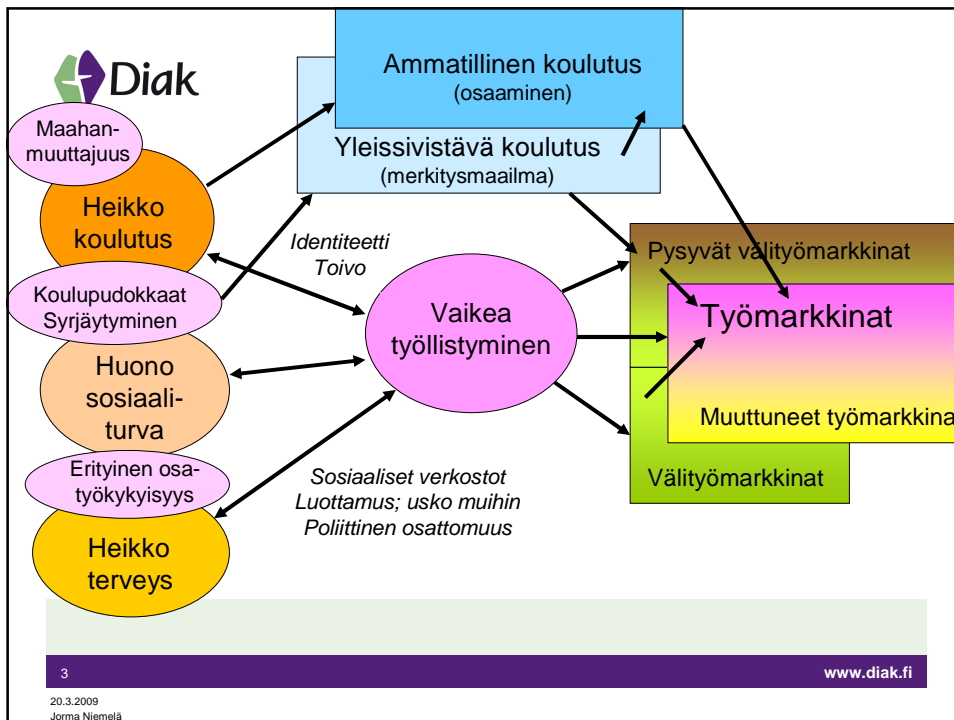 Diak
Ammatillinen koulutus
(osaaminen)
Yleissivistävä koulutus
(merkitysmaailma)
Maahan-
muuttajuus
Heikko
koulutus
Koulupudokkaat
Syrjäytyminen
Huono
sosiaali-
turva
Erityinen osa-
työkykyisyys
Heikko
terveys
Identiteetti
Toivo
Vaikea
työllistyminen
Sosiaaliset verkostot
Luottamus; usko muihin
Poliittinen osattomuus
Pysyvät välityömarkkinat
Työmarkkinat
Muuttuneet työmarkkina
Välityömarkkinat
3
www.diak.fi
20.3.2009
Jorma Niemelä